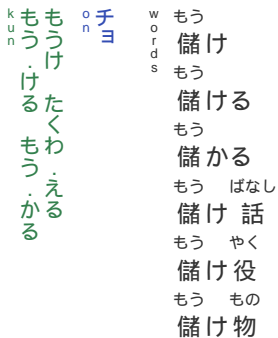 kun
もう.ける もう.かる
もうけ たくわ.える
on
チョ
words
もう
儲け
もう
儲ける
もう
儲かる
もう ばなし
儲け話
もう やく
儲け役
もう もの
儲け物